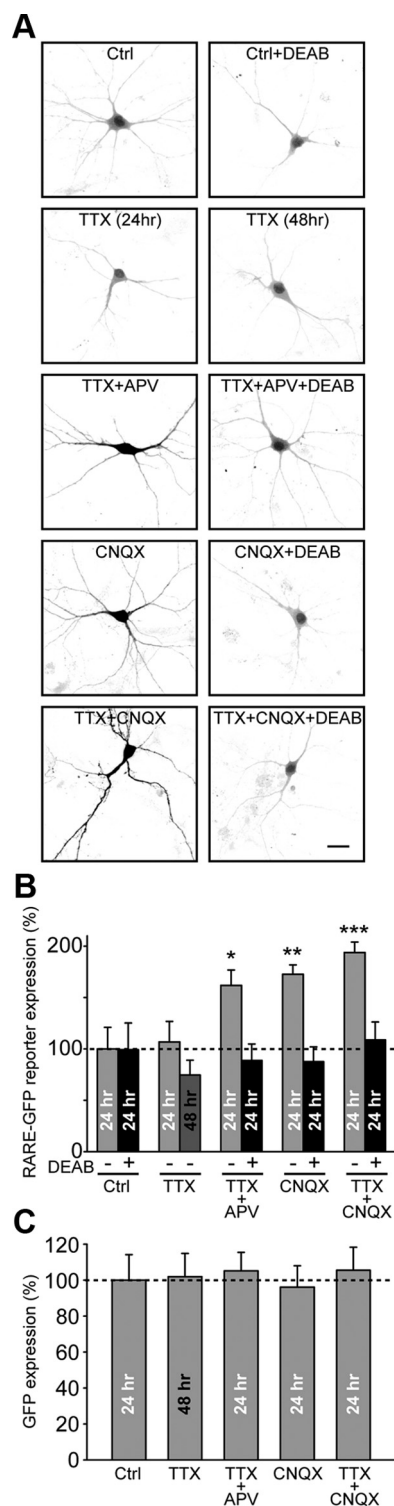 A
Ctrl
Ctrl+DEAB
TTX (24hr)
TTX (48hr)
TTX+APV
TTX+APV+DEAB
CNQX
CNQX+DEAB
TTX+CNQX
TTX+CNQX+DEAB
B
RARE-GFP reporter expression (%)
200
100
0
* ** ***
24 hr
24 hr
24 hr
48 hr
24 hr
24 hr
24 hr
24 hr
24 hr
24 hr
DEAB - + - - - + - + - +
Ctrl TTX TTX + APV CNQX TTX + CNQX
C
GFP expression (%)
120
100
80
60
40
20
0
24 hr
48 hr
24 hr
24 hr
24 hr
Ctrl TTX TTX + APV CNQX TTX + CNQX